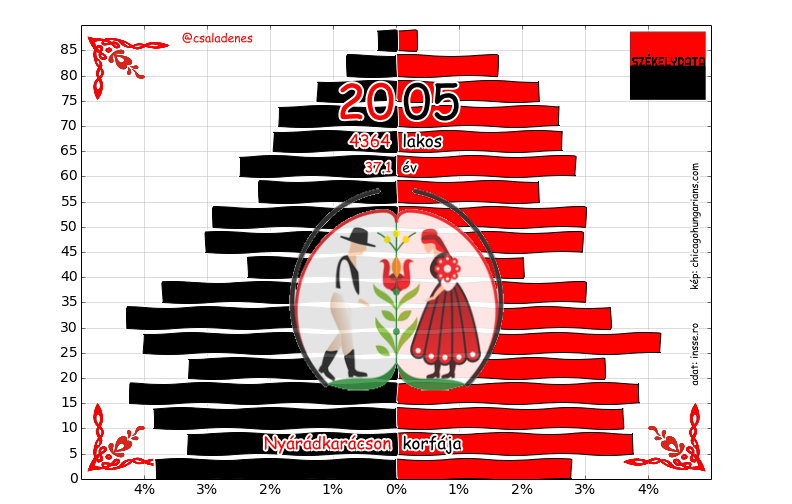 @csaladenes
SZÉKELYDATA
2005
4364 lakos
37.1 év
kép: chicagohungarians.com
adat: insse.ro
Nyárádkarácson korfája
85
80
75
70
65
60
55
50
45
40
35
30
25
20
15
10
5
0
4% 3% 2% 1% 0% 1% 2% 3% 4%